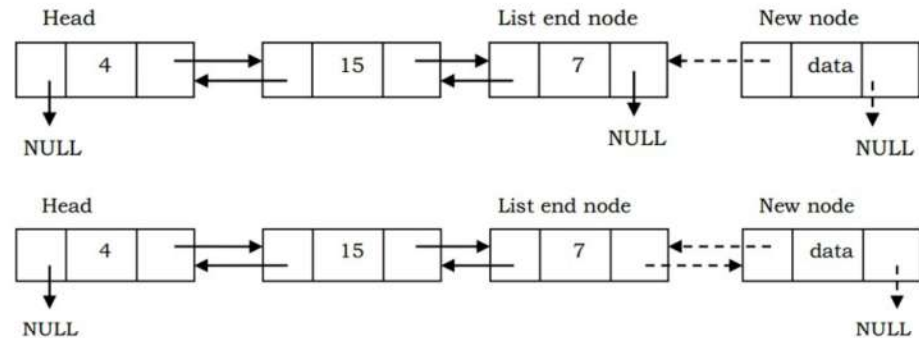 Head List end node New node
4 15 7 data
NULL NULL NULL
Head List end node New node
4 15 7 data
NULL NULL